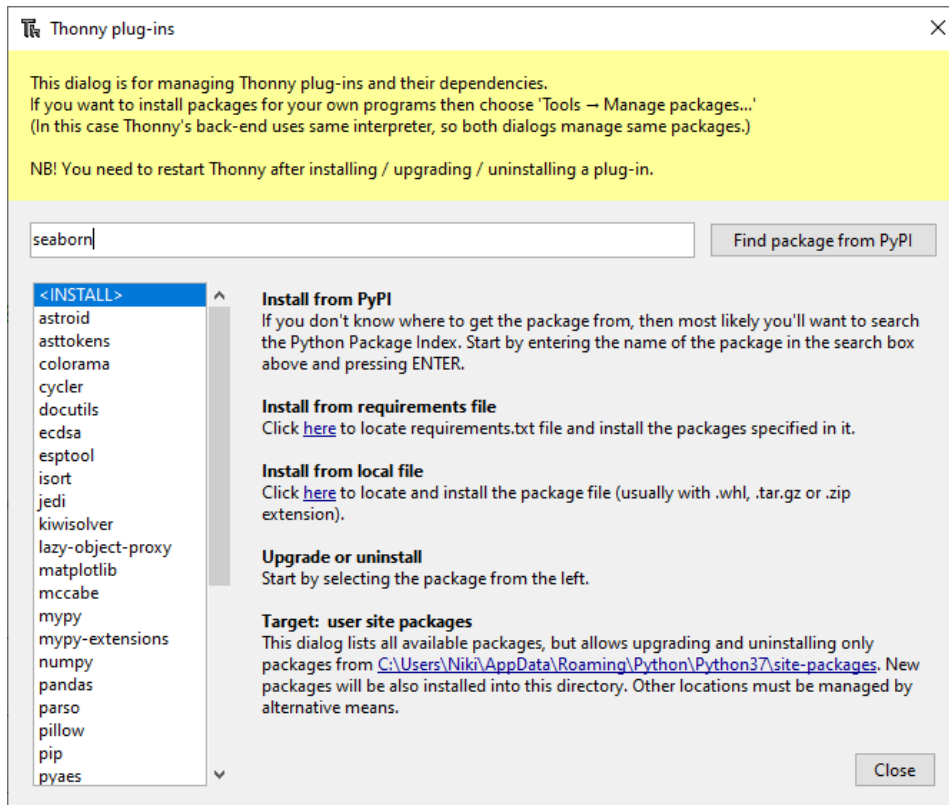 Thonny plug-ins
This dialog is for managing Thonny plug-ins and their dependencies.
If you want to install packages for your own programs then choose 'Tools → Manage packages...'
(In this case Thonny's back-end uses same interpreter, so both dialogs manage same packages.)
NB! You need to restart Thonny after installing / upgrading / uninstalling a plug-in.
seaborn
Find package from PyPI
<INSTALL>
astroid
asttokens
colorama
cycler
docutils
ecdsa
esptool
isort
jedi
kiwisolver
lazy-object-proxy
matplotlib
mccabe
mypy
mypy-extensions
numpy
pandas
parso
pillow
pip
pyaes
Install from PyPI
If you don't know where to get the package from, then most likely you'll want to search
the Python Package Index. Start by entering the name of the package in the search box
above and pressing ENTER.
Install from requirements file
Click here to locate requirements.txt file and install the packages specified in it.
Install from local file
Click here to locate and install the package file (usually with .whl, .tar.gz or .zip
extension).
Upgrade or uninstall
Start by selecting the package from the left.
Target:  user site packages
This dialog lists all available packages, but allows upgrading and uninstalling only
packages from C:\Users\Niki\AppData\Roaming\Python\Python37\site-packages. New
packages will be also installed into this directory. Other locations must be managed by
alternative means.
Close